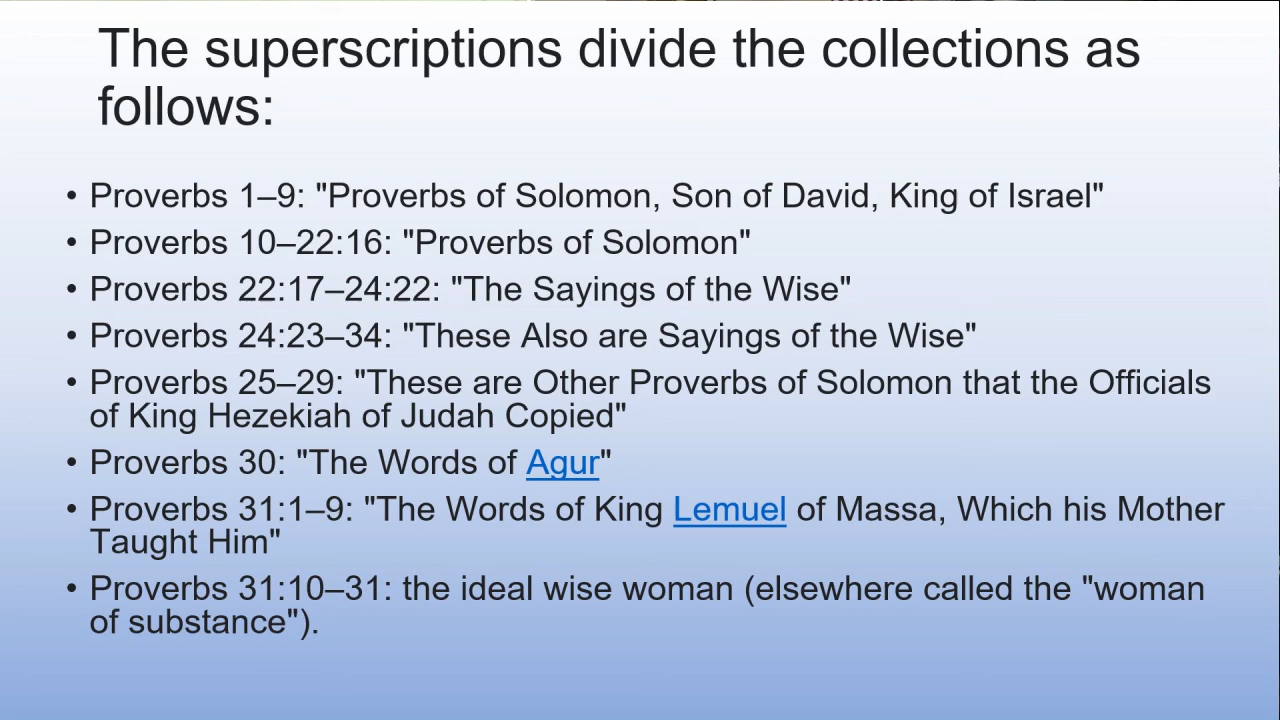 The superscriptions divide the collections as
follows:
• Proverbs 1–9: "Proverbs of Solomon, Son of David, King of Israel"
• Proverbs 10–22:16: "Proverbs of Solomon"
• Proverbs 22:17–24:22: "The Sayings of the Wise"
• Proverbs 24:23–34: "These Also are Sayings of the Wise"
• Proverbs 25–29: "These are Other Proverbs of Solomon that the Officials
of King Hezekiah of Judah Copied"
• Proverbs 30: "The Words of Agur"
• Proverbs 31:1–9: "The Words of King Lemuel of Massa, Which his Mother
Taught Him"
• Proverbs 31:10–31: the ideal wise woman (elsewhere called the "woman
of substance").